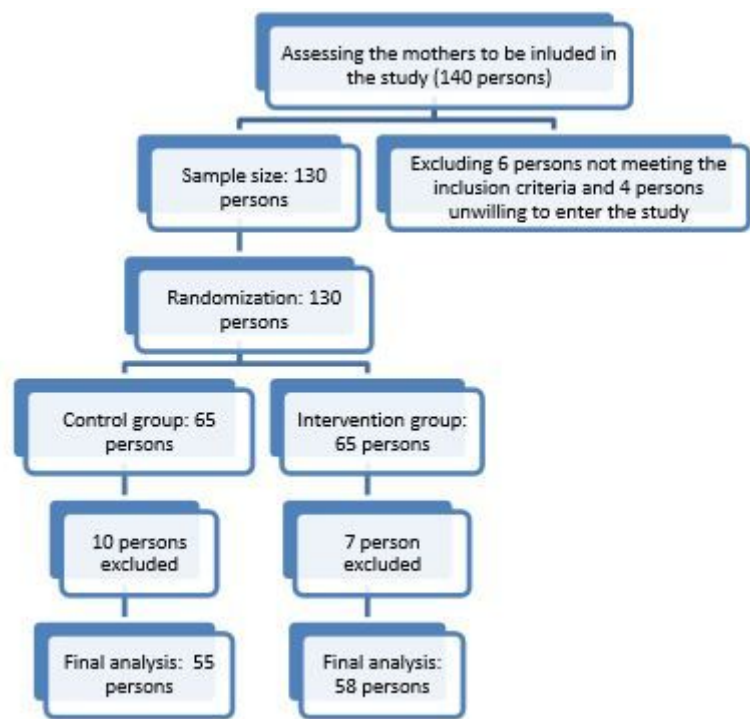 Assessing the mothers to be inluded in
the study (140 persons)
Sample size: 130
persons
Excluding 6 persons not meeting the
inclusion criteria and 4 persons
unwilling to enter the study
Randomization: 130
persons
Control group: 65
persons
Intervention group:
65 persons
10 persons
excluded
7 person
excluded
Final analysis: 55
persons
Final analysis:
58 persons